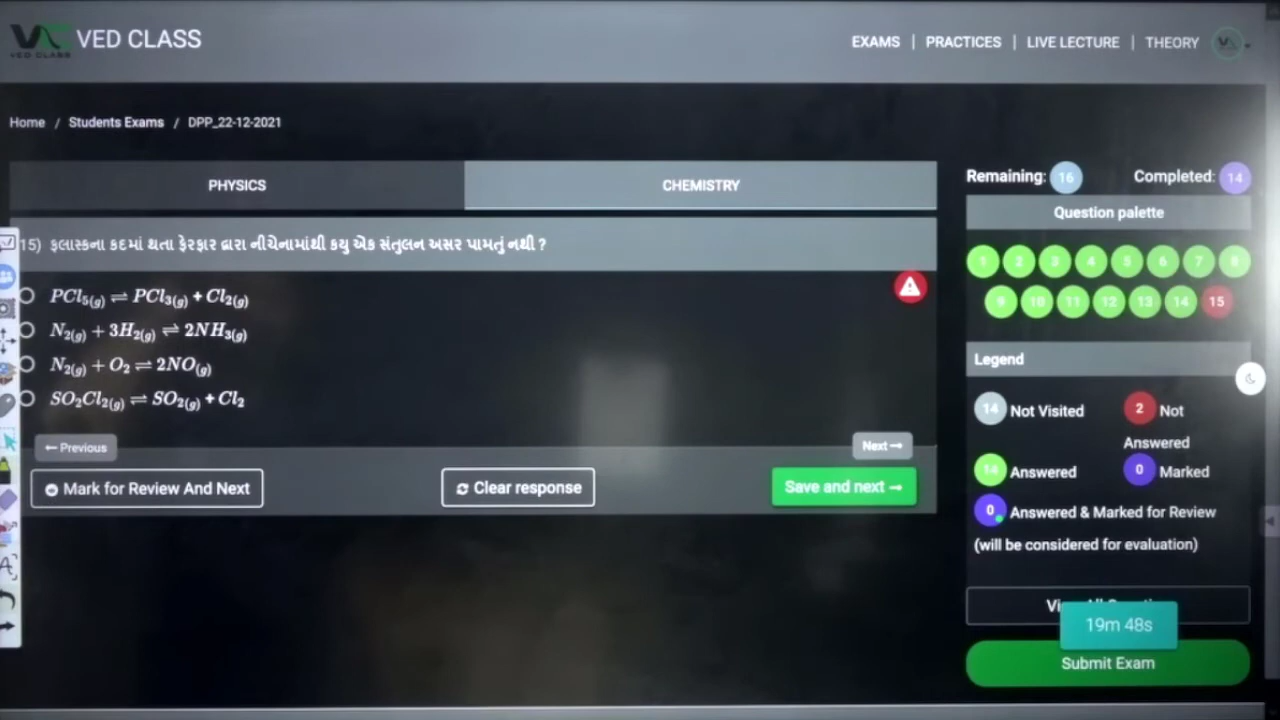 VED CLASS
VED CLASS
EXAMS | PRACTICES | LIVE LECTURE | THEORY
Home / Students Exams / DPP_22-12-2021
PHYSICS
CHEMISTRY
Remaining: 16
Completed: 14
Question palette
15) ફ્લાસ્કના કદમાં થતા ફેરફાર દ્વારા નીચેનામાંથી કયુ એક સંતુલન અસર પામતું નથી ?
1 2 3 4 5 6 7 8
9 10 11 12 13 14 15
PCl5(g) ⇌ PCl3(g) + Cl2(g)
N2(g) + 3H2(g) ⇌ 2NH3(g)
N2(g) + O2 ⇌ 2NO(g)
SO2Cl2(g) ⇌ SO2(g) + Cl2
← Previous
Next →
Mark for Review And Next
Clear response
Save and next →
Legend
14 Not Visited
2 Not Answered
14 Answered
0 Marked
0 Answered & Marked for Review
(will be considered for evaluation)
19m 48s
Submit Exam